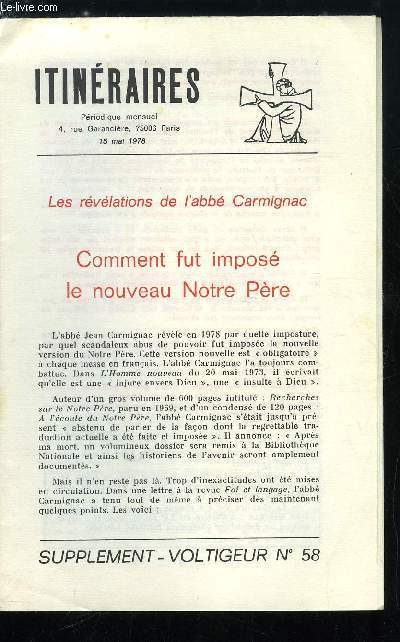 © Le-livre.com
ITINÉRAIRES
Périodique mensuel
4, rue Garancière, 75006 Paris
15 mai 1978
Les révélations de l'abbé Carmignac
Comment fut imposé
le nouveau Notre Père
L'abbé Jean Carmignac révèle en 1978 par quelle imposture,
par quel scandaleux abus de pouvoir fut imposée la nouvelle
version du Notre Père. Cette version nouvelle est « obligatoire »
à chaque messe en français. L'abbé Carmignac l'a toujours com-
battue. Dans L'Homme nouveau du 20 mai 1973, il écrivait
qu'elle est une « injure envers Dieu », une « insulte à Dieu ».
Auteur d'un gros volume de 600 pages intitulé : Recherches
sur le Notre Père, paru en 1969, et d'un condensé de 120 pages :
A l'écoute du Notre Père, l'abbé Carmignac s'était jusqu'à pré-
sent « abstenu de parler de la façon dont la regrettable tra-
duction actuelle a été faite et imposée ». Il annonce : « Après
ma mort, un volumineux dossier sera remis à la Bibliothèque
Nationale et ainsi les historiens de l'avenir seront amplement
documentés. »
Mais il n'en reste pas là. Trop d'inexactitudes ont été mises
en circulation. Dans une lettre à la revue Foi et langage, l'abbé
Carmignac a tenu tout de même à préciser dès maintenant
quelques points. Les voici :
SUPPLEMENT - VOLTIGEUR N° 58